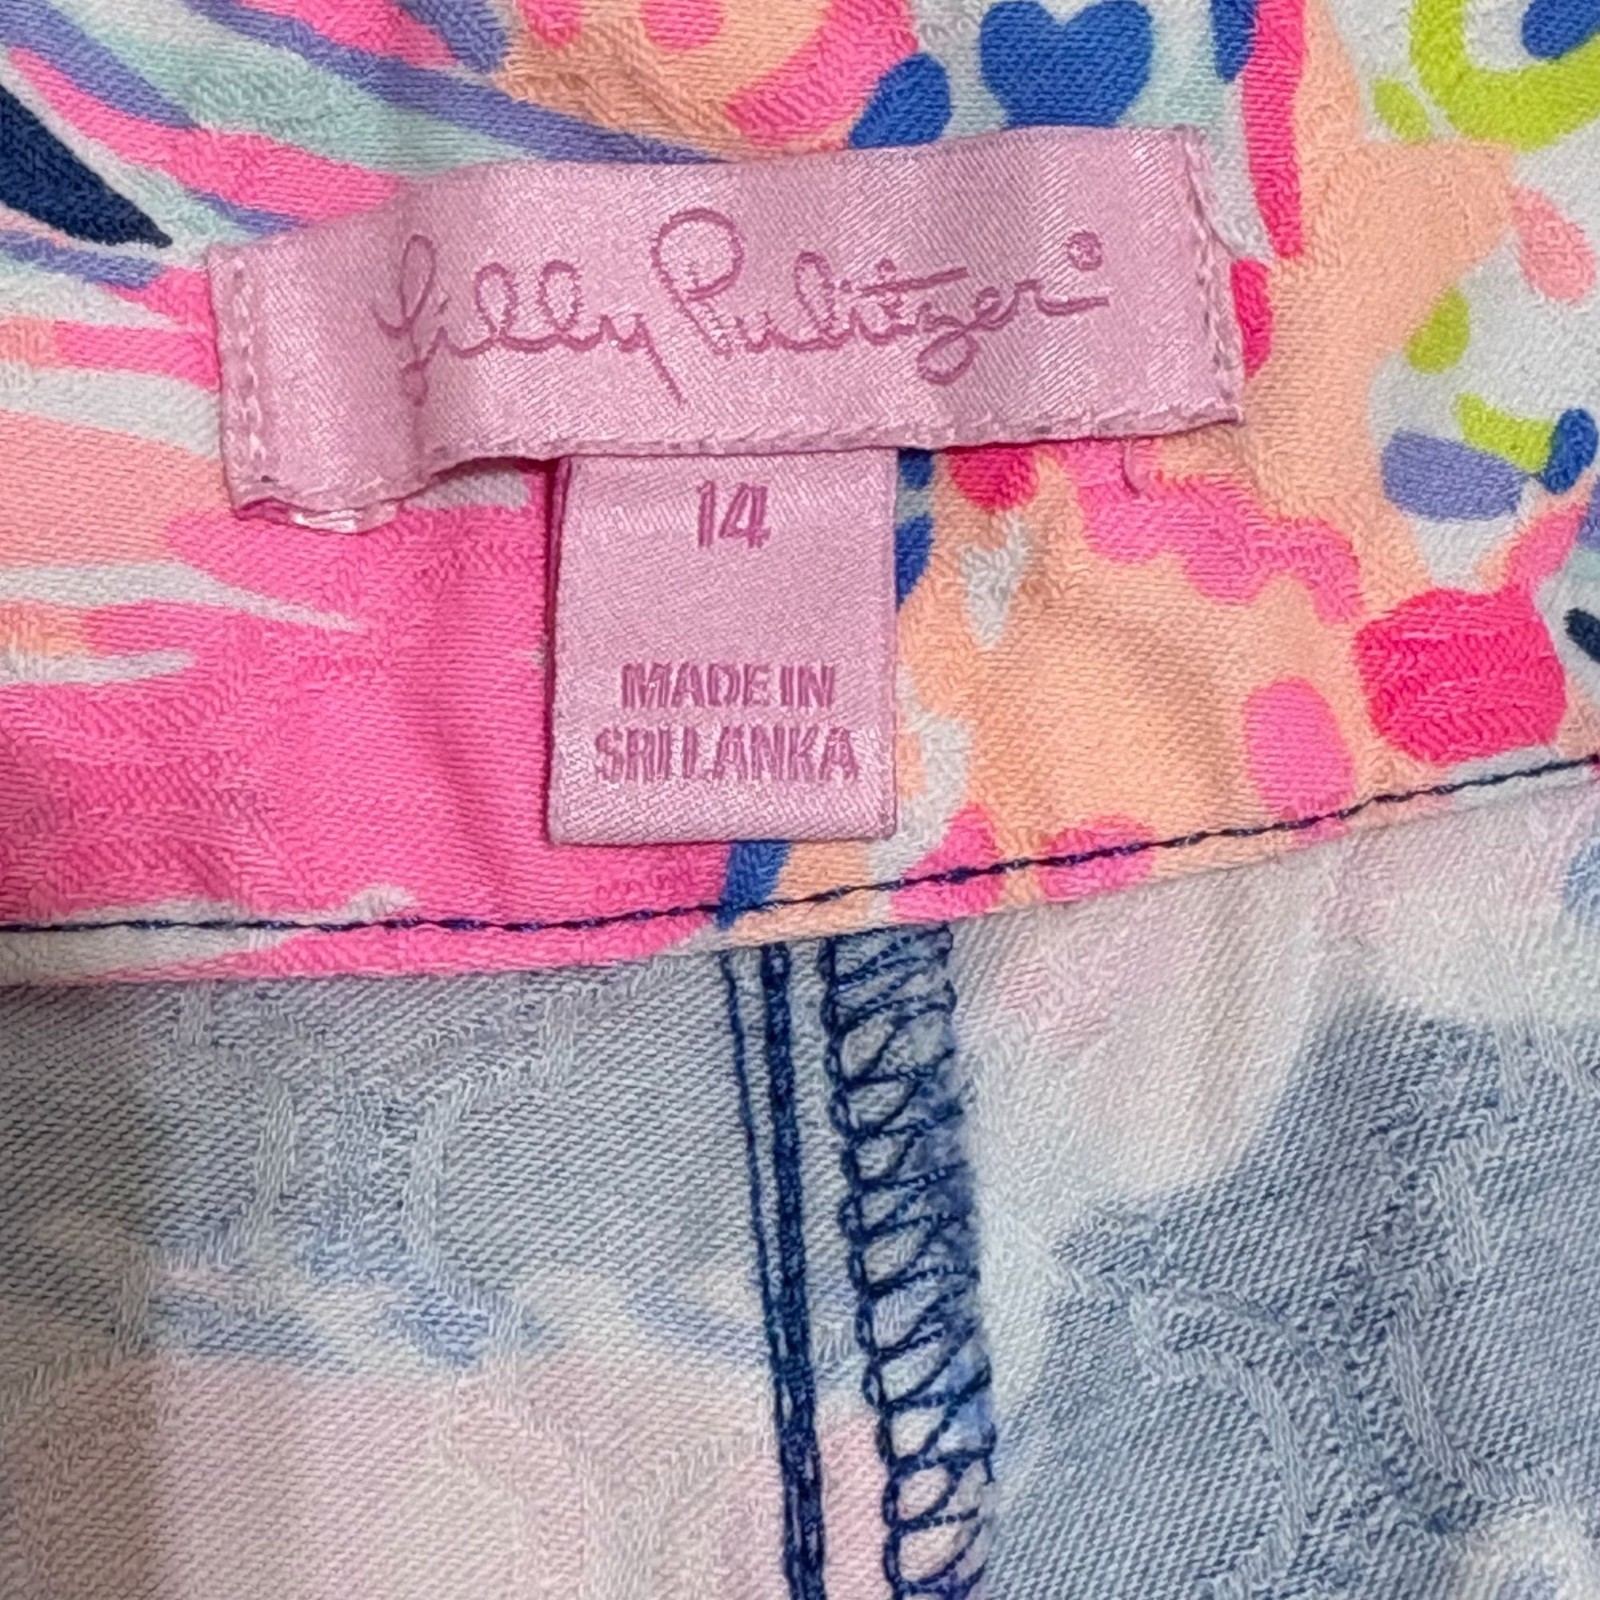 Lilly Pulitzer®
14
MADE IN
SRI LANKA